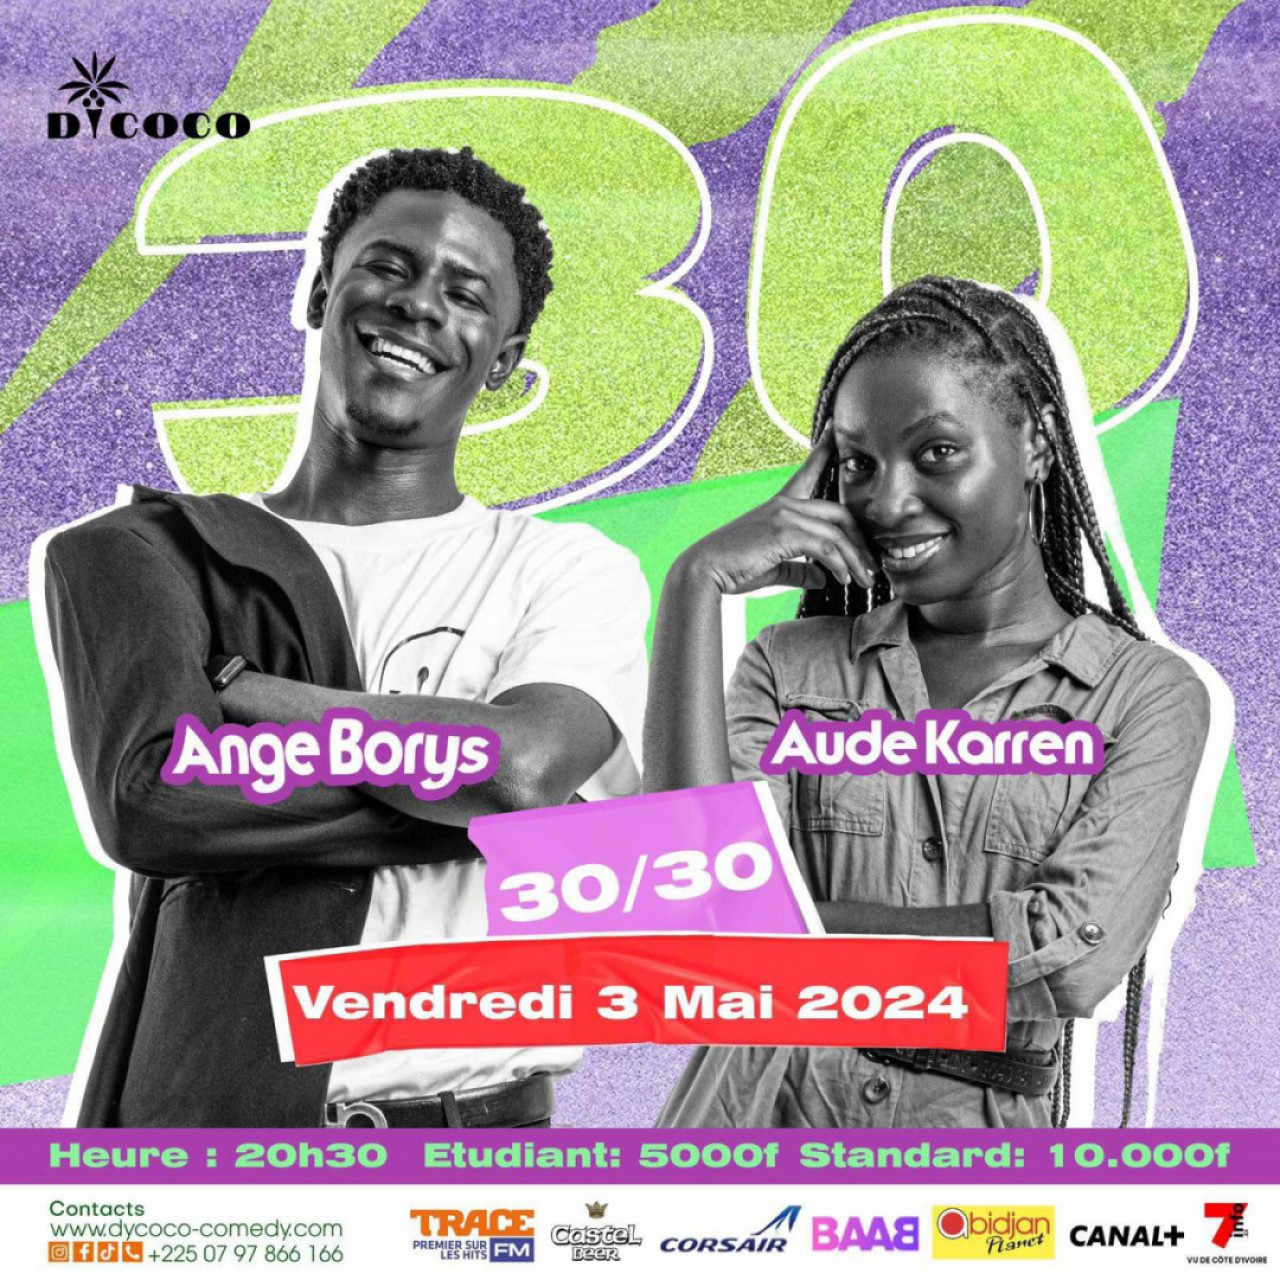 DYCOCO
30
Ange Borys
Aude Karren
30/30
Vendredi 3 Mai 2024
Heure : 20h30 Etudiant: 5000f Standard: 10.000f
Contacts
www.dycoco-comedy.com
+225 07 97 866 166
TRACE
PREMIER SUR
LES HITS FM
CASTEL
BEER
CORSAIR
BAAB
Abidjan
Planet
CANAL+
7info
VU DE CÔTE D'IVOIRE